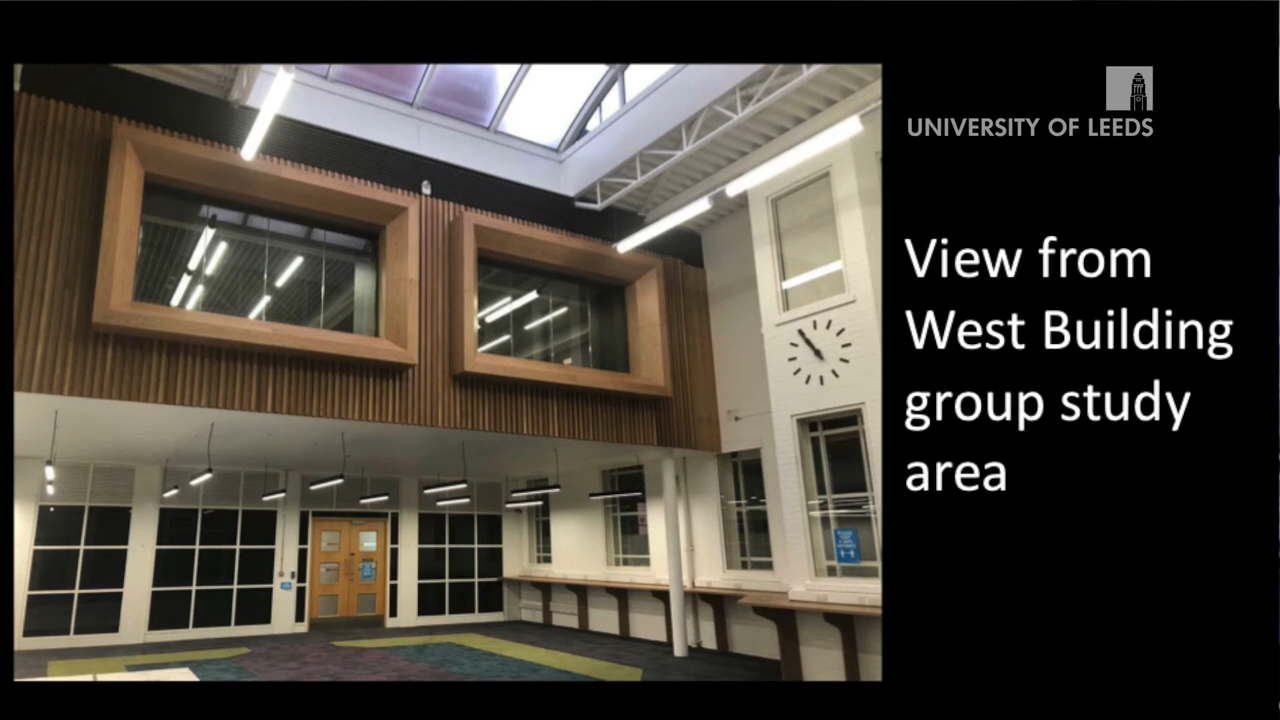 UNIVERSITY OF LEEDS
View from
West Building
group study
area